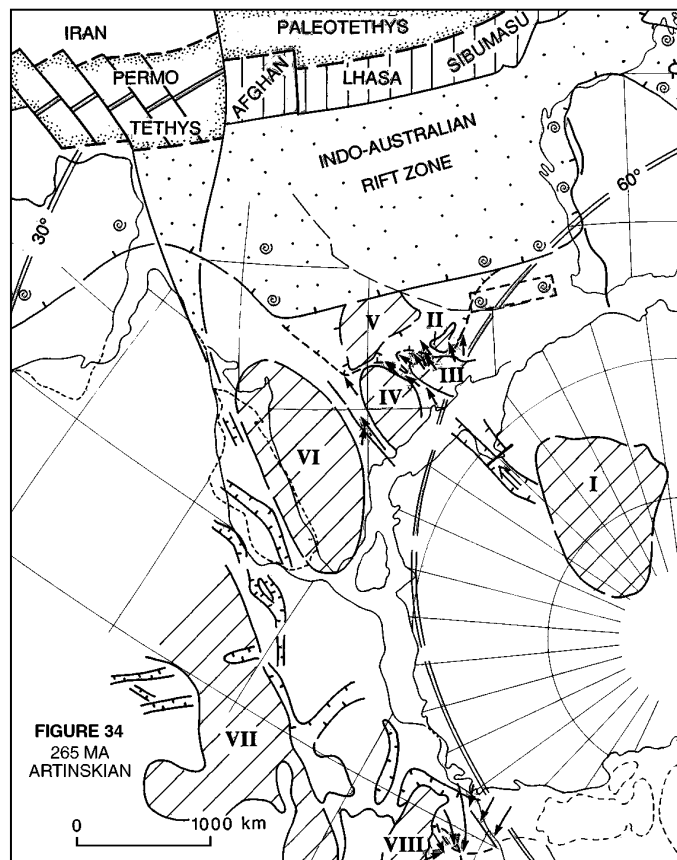 IRAN
PALEOTETHYS
SIBUMASU
PERMO
AFGHAN
LHASA
TETHYS
INDO-AUSTRALIAN
RIFT ZONE
30°
60°
V
II
III
IV
VI
I
FIGURE 34
265 MA
ARTINSKIAN
VII
0 1000 km
VIII